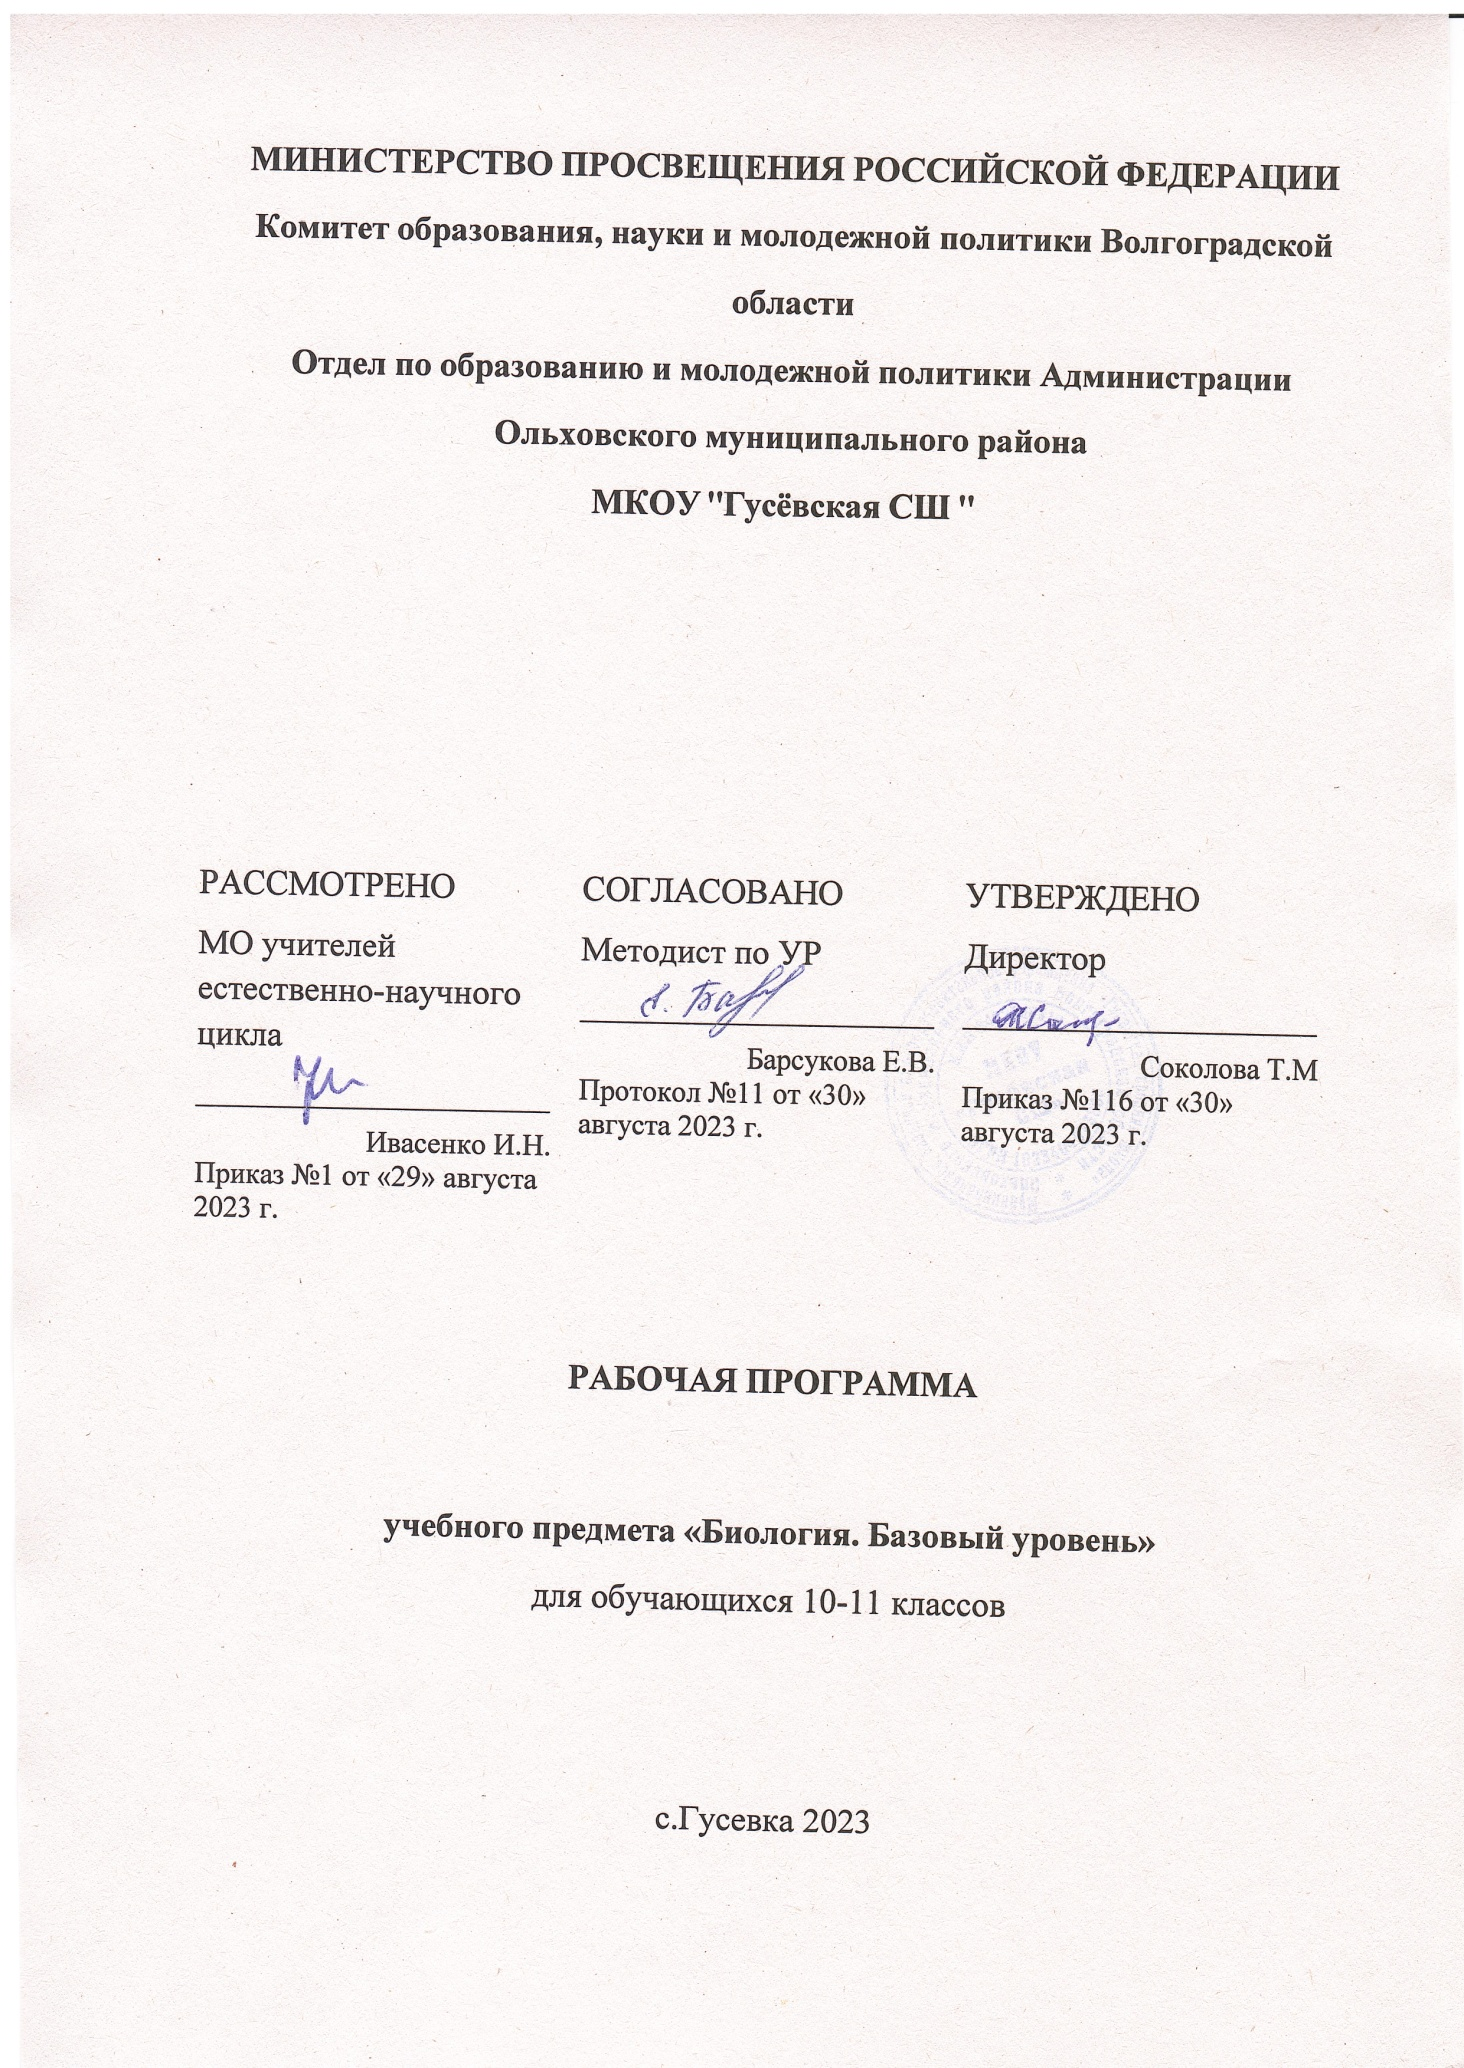 МИНИСТЕРСТВО ПРОСВЕЩЕНИЯ РОССИЙСКОЙ ФЕДЕРАЦИИ
Комитет образования, науки и молодежной политики Волгоградской
области
Отдел по образованию и молодежной политики Администрации
Ольховского муниципального района
МКОУ "Гусёвская СШ "
РАССМОТРЕНО
МО учителей
естественно-научного
цикла
Ивасенко И.Н.
Приказ №1 от «29» августа
2023 г.
СОГЛАСОВАНО
Методист по УР
Барсукова Е.В.
Протокол №11 от «30»
августа 2023 г.
УТВЕРЖДЕНО
Директор
Соколова Т.М
Приказ №116 от «30»
августа 2023 г.
РАБОЧАЯ ПРОГРАММА
учебного предмета «Биология. Базовый уровень»
для обучающихся 10-11 классов
с.Гусевка 2023